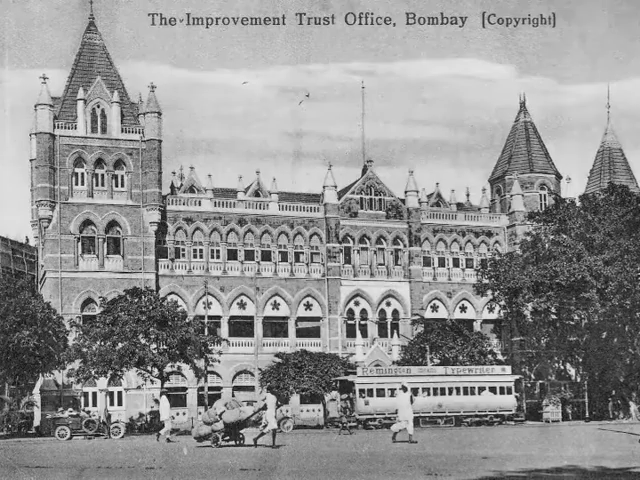 The Improvement Trust Office, Bombay [Copyright]
Remington Typewriter